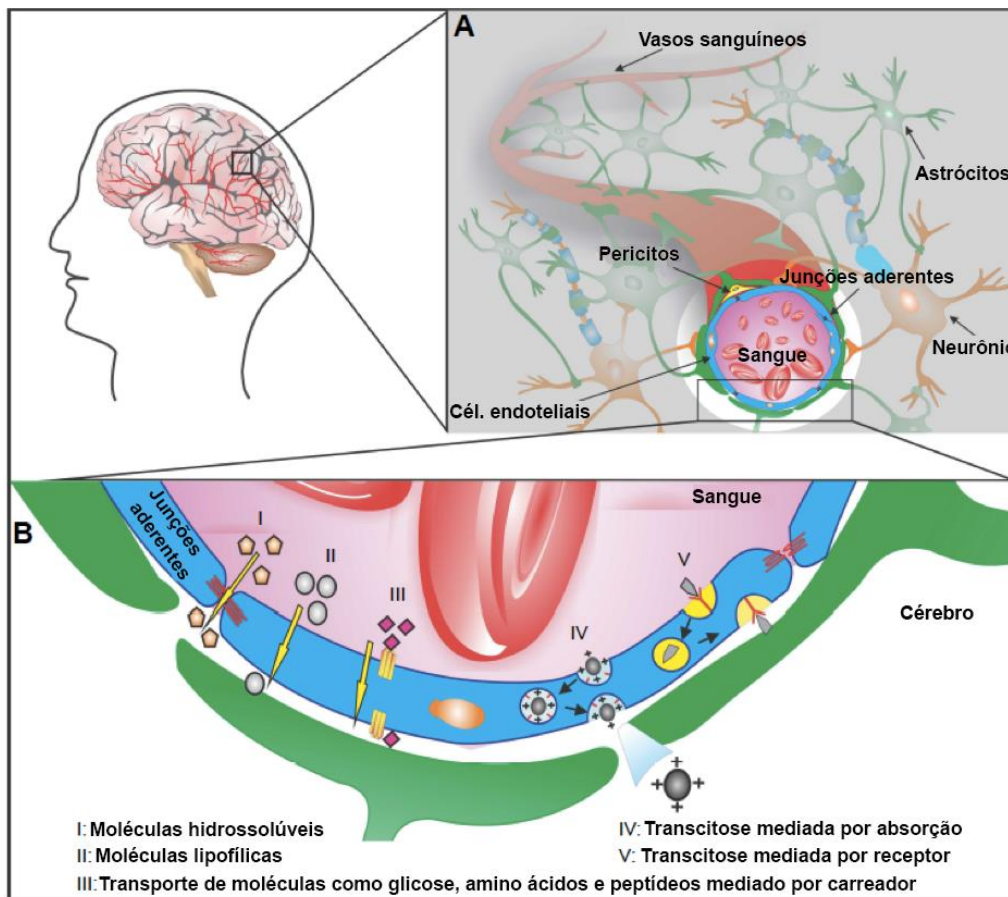 A
Vasos sanguíneos
Astrócitos
Pericitos
Junções aderentes
Sangue
Neurônio
Cél. endoteliais
B
Junções
aderentes
Sangue
I
II
III
IV
V
Cérebro
I: Moléculas hidrossolúveis
II: Moléculas lipofílicas
III: Transporte de moléculas como glicose, amino ácidos e peptídeos mediado por carreador
IV: Transcitose mediada por absorção
V: Transcitose mediada por receptor